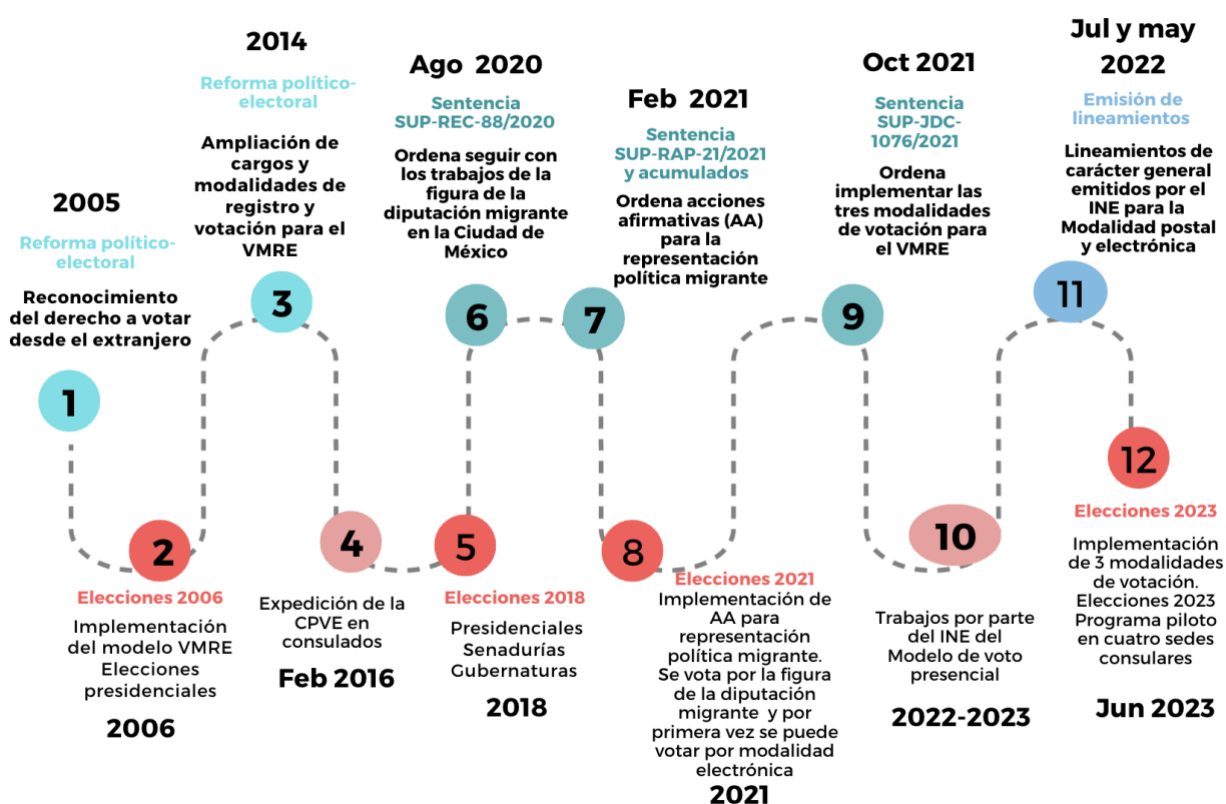 2005
Reforma político-
electoral
Reconocimiento
del derecho a votar
desde el extranjero
1
2
Elecciones 2006
Implementación
del modelo VMRE
Elecciones
presidenciales
2006
2014
Reforma político-
electoral
Ampliación de
cargos y
modalidades de
registro y
votación para el
VMRE
3
4
Expedición de la
CPVE en
consulados
Feb 2016
5
Elecciones 2018
Presidenciales
Senadurías
Gubernaturas
2018
Ago 2020
Sentencia
SUP-REC-88/2020
Ordena seguir con
los trabajos de la
figura de la
diputación migrante
en la Ciudad de
México
6
Feb 2021
Sentencia
SUP-RAP-21/2021
y acumulados
Ordena acciones
afirmativas (AA)
para la
representación
política migrante
7
8
Elecciones 2021
Implementación de
AA para
representación
política migrante.
Se vota por la figura
de la diputación
migrante y por
primera vez se puede
votar por modalidad
electrónica
2021
Oct 2021
Sentencia
SUP-JDC-
1076/2021
Ordena
implementar las
tres modalidades
de votación para
el VMRE
9
10
Trabajos por parte
del INE del
Modelo de voto
presencial
2022-2023
Jul y may
2022
Emisión de
lineamientos
Lineamientos de
carácter general
emitidos por el
INE para la
Modalidad postal
y electrónica
11
12
Elecciones 2023
Implementación
de 3 modalidades
de votación.
Elecciones 2023
Programa piloto
en cuatro sedes
consulares
Jun 2023